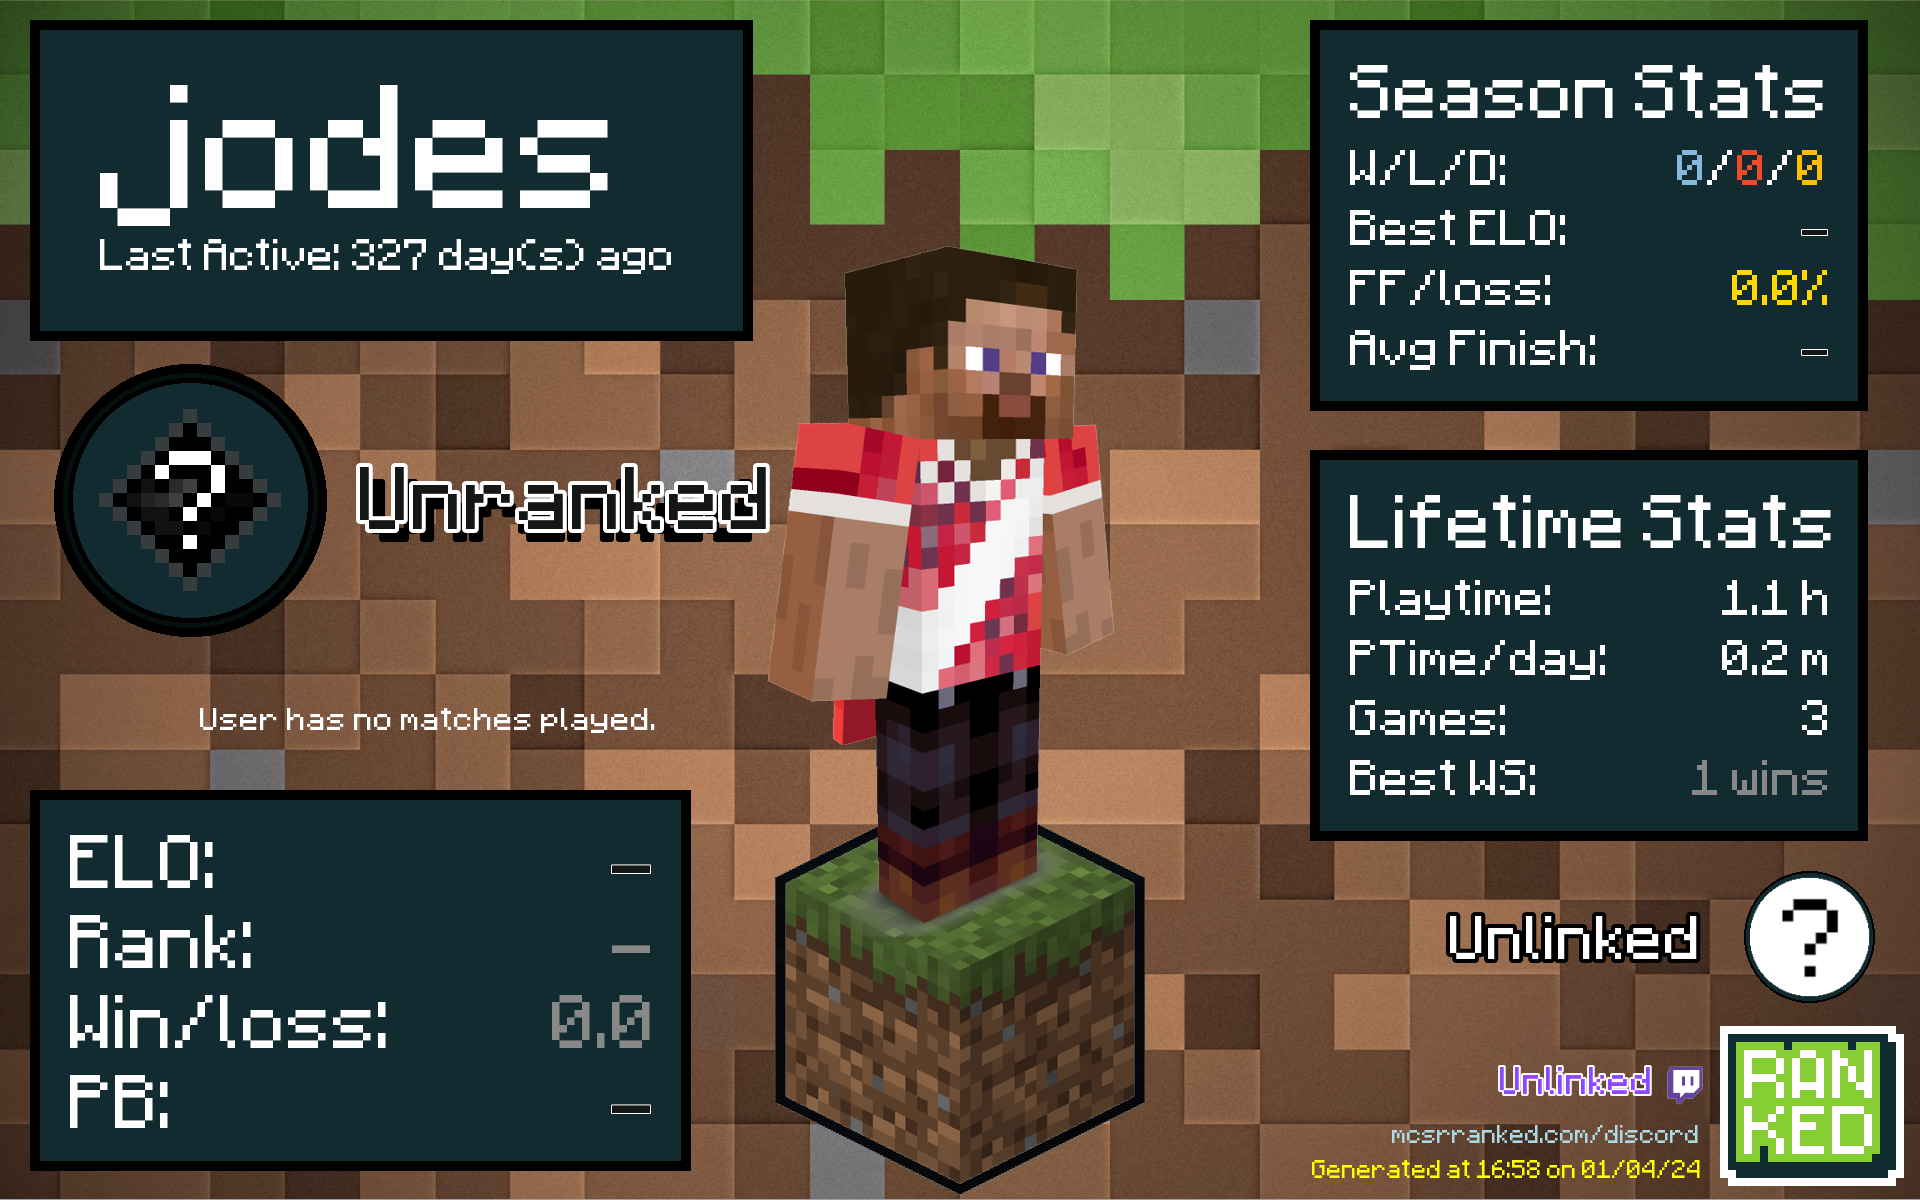 jodes
Last Active: 327 day(s) ago
?
Unranked
User has no matches played.
ELO: –
Rank: –
Win/loss: 0.0
PB: –
Season Stats
W/L/D: 0/0/0
Best ELO: –
FF/loss: 0.0%
Avg Finish: –
Lifetime Stats
Playtime: 1.1 h
PTime/day: 0.2 m
Games: 3
Best WS: 1 wins
Unlinked ?
Unlinked
mcsrranked.com/discord
Generated at 16:58 on 01/04/24
RAN
KED